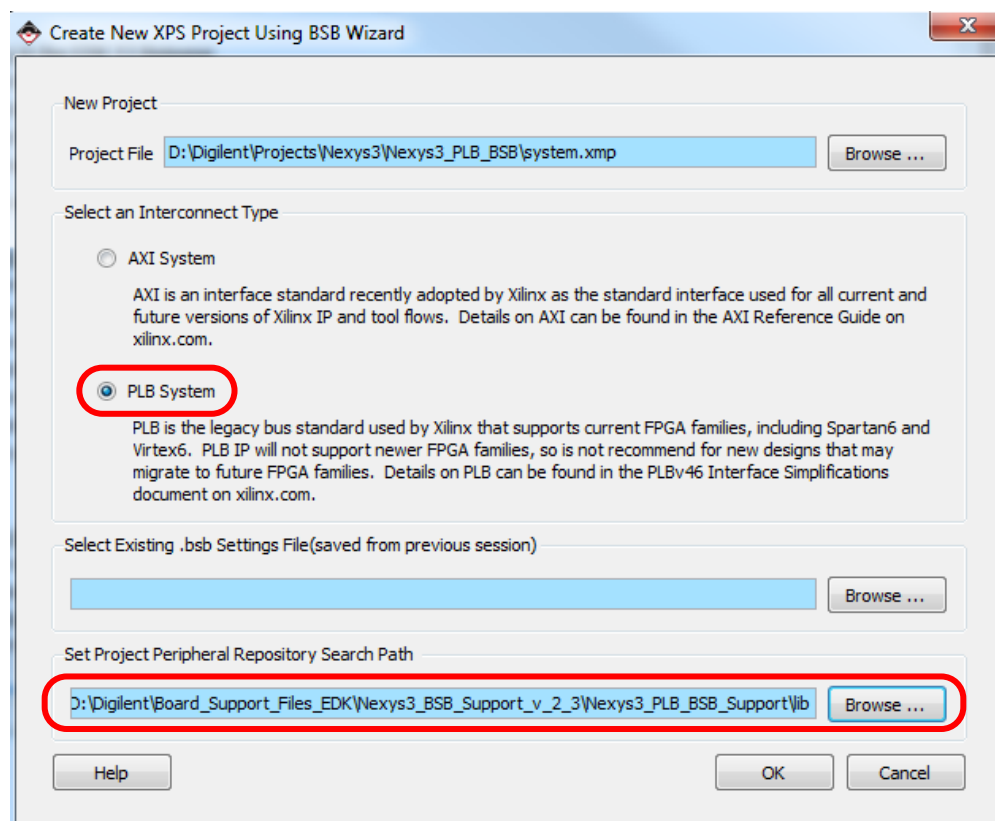 Create New XPS Project Using BSB Wizard
New Project
Project File D:\Digilent\Projects\Nexys3\Nexys3_PLB_BSB\system.xmp Browse ...
Select an Interconnect Type
AXI System
AXI is an interface standard recently adopted by Xilinx as the standard interface used for all current and
future versions of Xilinx IP and tool flows. Details on AXI can be found in the AXI Reference Guide on
xilinx.com.
PLB System
PLB is the legacy bus standard used by Xilinx that supports current FPGA families, including Spartan6 and
Virtex6. PLB IP will not support newer FPGA families, so is not recommend for new designs that may
migrate to future FPGA families. Details on PLB can be found in the PLBv46 Interface Simplifications
document on xilinx.com.
Select Existing .bsb Settings File(saved from previous session)
Browse ...
Set Project Peripheral Repository Search Path
D:\Digilent\Board_Support_Files_EDK\Nexys3_BSB_Support_v_2_3\Nexys3_PLB_BSB_Support\lib Browse ...
Help OK Cancel